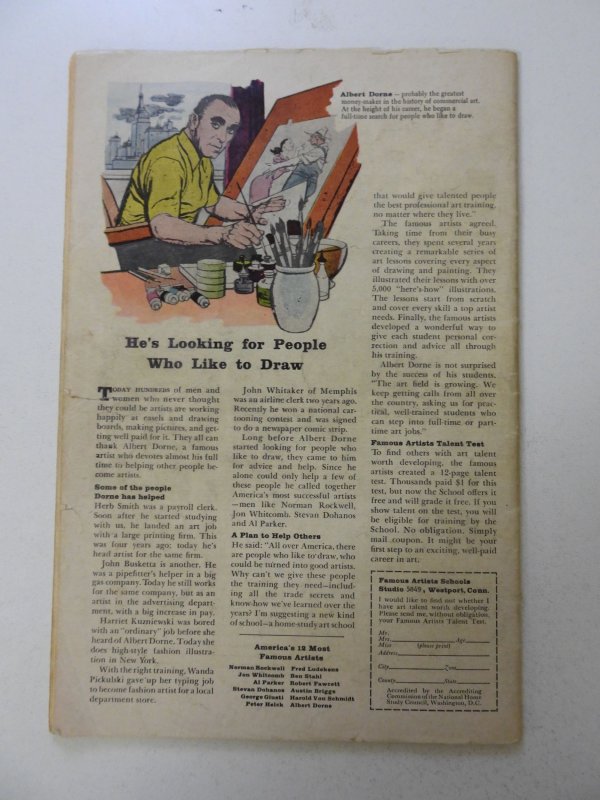 Albert Dorne – probably the greatest
money-maker in the history of commercial art.
At the height of his career, he began a
full-time search for people who like to draw.
He's Looking for People
Who Like to Draw
TODAY HUNDREDS of men and
women who never thought
they could be artists are working
happily at easels and drawing
boards, making pictures, and get-
ting well paid for it. They all can
thank Albert Dorne, a famous
artist who devotes almost his full
time to helping other people be-
come artists.
Some of the people
Dorne has helped
Herb Smith was a payroll clerk.
Soon after he started studying
with us, he landed an art job
with a large printing firm. This
was four years ago; today he's
head artist for the same firm.
John Busketta is another. He
was a pipefitter's helper in a big
gas company. Today he still works
for the same company, but as an
artist in the advertising depart-
ment, with a big increase in pay.
Harriet Kuzniewski was bored
with an "ordinary" job before she
heard of Albert Dorne. Today she
does high-style fashion illustra-
tion in New York.
With the right training, Wanda
Pickulski gave up her typing job
to become fashion artist for a local
department store.
John Whitaker of Memphis
was an airline clerk two years ago.
Recently he won a national car-
tooning contest and was signed
to do a newspaper comic strip.
Long before Albert Dorne
started looking for people who
like to draw, they came to him
for advice and help. Since he
alone could only help a few of
these people he called together
America's most successful artists
—men like Norman Rockwell,
Jon Whitcomb, Stevan Dohanos
and Al Parker.
A Plan to Help Others
He said: "All over America, there
are people who like to draw, who
could be turned into good artists.
Why can't we give these people
the training they need—includ-
ing all the trade secrets and
know-how we've learned over the
years? I'm suggesting a new kind
of school—a home-study art school
America's 12 Most
Famous Artists
Norman Rockwell Fred Ludekens
Jon Whitcomb Ben Stahl
Al Parker Robert Fawcett
Stevan Dohanos Austin Briggs
George Giusti Harold Von Schmidt
Peter Helck Albert Dorne
that would give talented people
the best professional art training,
no matter where they live."
The famous artists agreed.
Taking time from their busy
careers, they spent several years
creating a remarkable series of
art lessons covering every aspect
of drawing and painting. They
illustrated their lessons with over
5,000 "here's-how" illustrations.
The lessons start from scratch
and cover every skill a top artist
needs. Finally, the famous artists
developed a wonderful way to
give each student personal cor-
rection and advice all through
his training.
Albert Dorne is not surprised
by the success of his students.
"The art field is growing. We
keep getting calls from all over
the country, asking us for prac-
tical, well-trained students who
can step into full-time or part-
time art jobs."
Famous Artists Talent Test
To find others with art talent
worth developing, the famous
artists created a 12-page talent
test. Thousands paid $1 for this
test, but now the School offers it
free and will grade it free. If you
show talent on the test, you will
be eligible for training by the
School. No obligation. Simply
mail coupon. It might be your
first step to an exciting, well-paid
career in art.
Famous Artists Schools
Studio 5849, Westport, Conn.
I would like to find out whether I
have art talent worth developing.
Please send me, without obligation,
your Famous Artists Talent Test.
Mr.
Mrs. Age
Miss (please print)
Address
City Zone
County State
Accredited by the Accrediting
Commission of the National Home
Study Council, Washington, D.C.